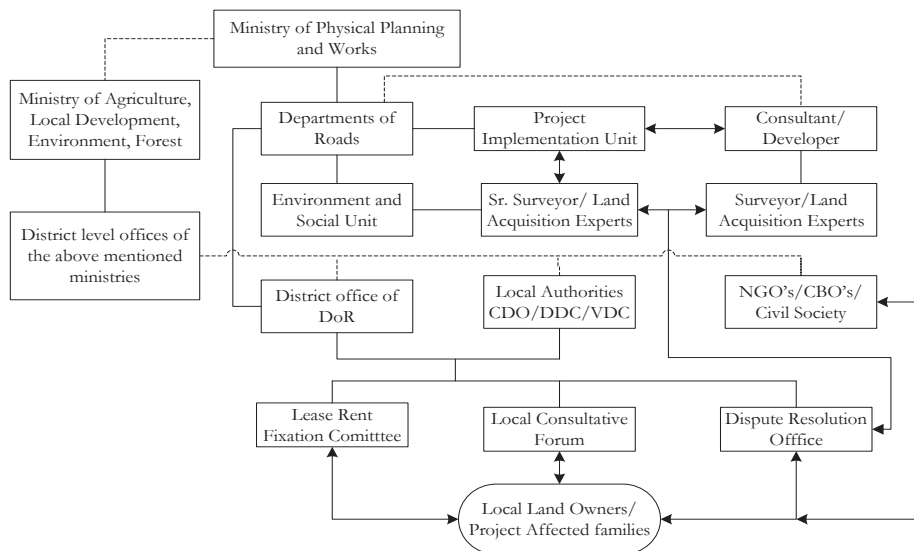 Ministry of Physical Planning
and Works
Ministry of Agriculture,
Local Development,
Environment, Forest
Departments of
Roads
Project
Implementation Unit
Consultant/
Developer
Environment and
Social Unit
Sr. Surveyor/ Land
Acquisition Experts
Surveyor/Land
Acquisition Experts
District level offices of
the above mentioned
ministries
District office of
DoR
Local Authorities
CDO/DDC/VDC
NGO's/CBO's/
Civil Society
Lease Rent
Fixation Comitttee
Local Consultative
Forum
Dispute Resolution
Offfice
Local Land Owners/
Project Affected families